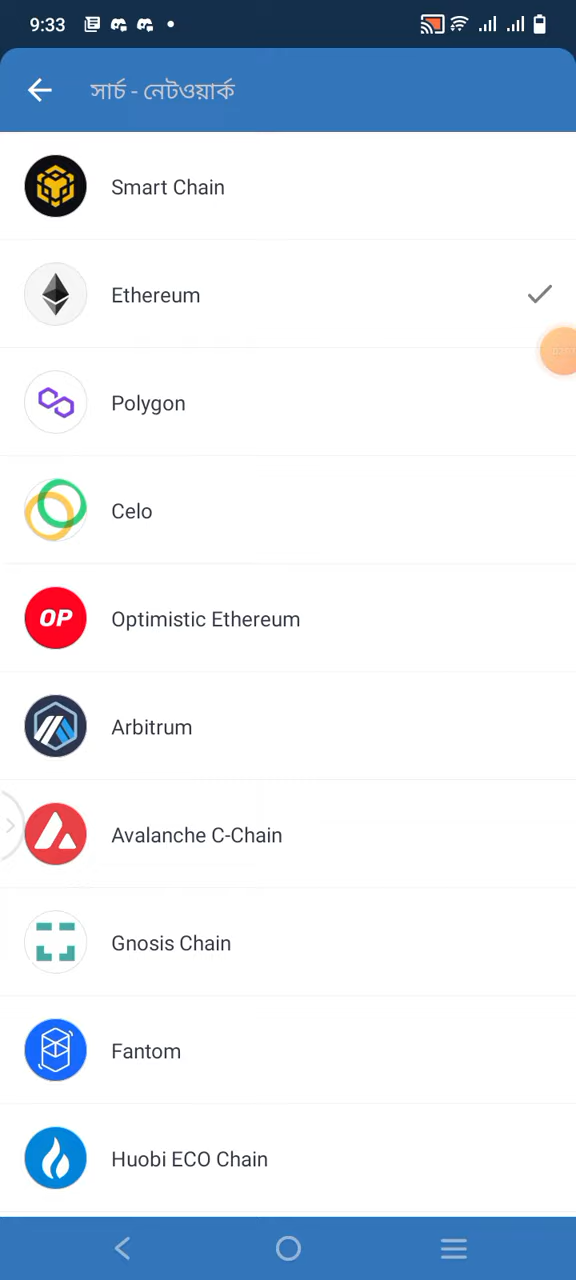 9:33
সার্চ - নেটওয়ার্ক
Smart Chain
Ethereum
Polygon
Celo
OP
Optimistic Ethereum
Arbitrum
Avalanche C-Chain
Gnosis Chain
Fantom
Huobi ECO Chain